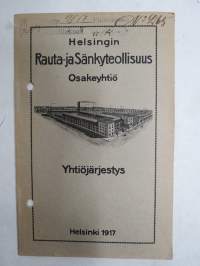 Helsingin
Rauta-ja Sänkyteollisuus
Osakeyhtiö
Yhtiöjärjestys
Helsinki 1917